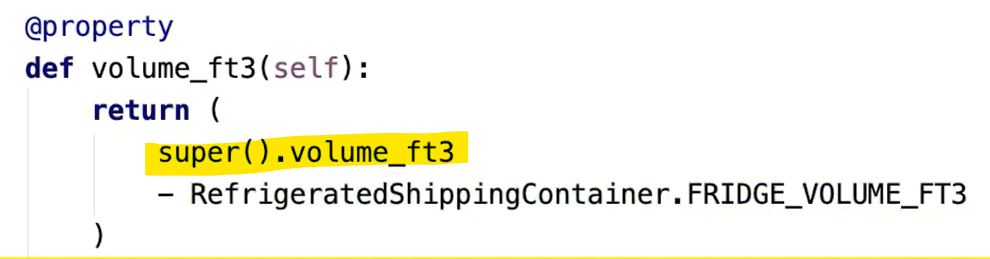 @property
def volume_ft3(self):
return (
super().volume_ft3
- RefrigeratedShippingContainer.FRIDGE_VOLUME_FT3
)